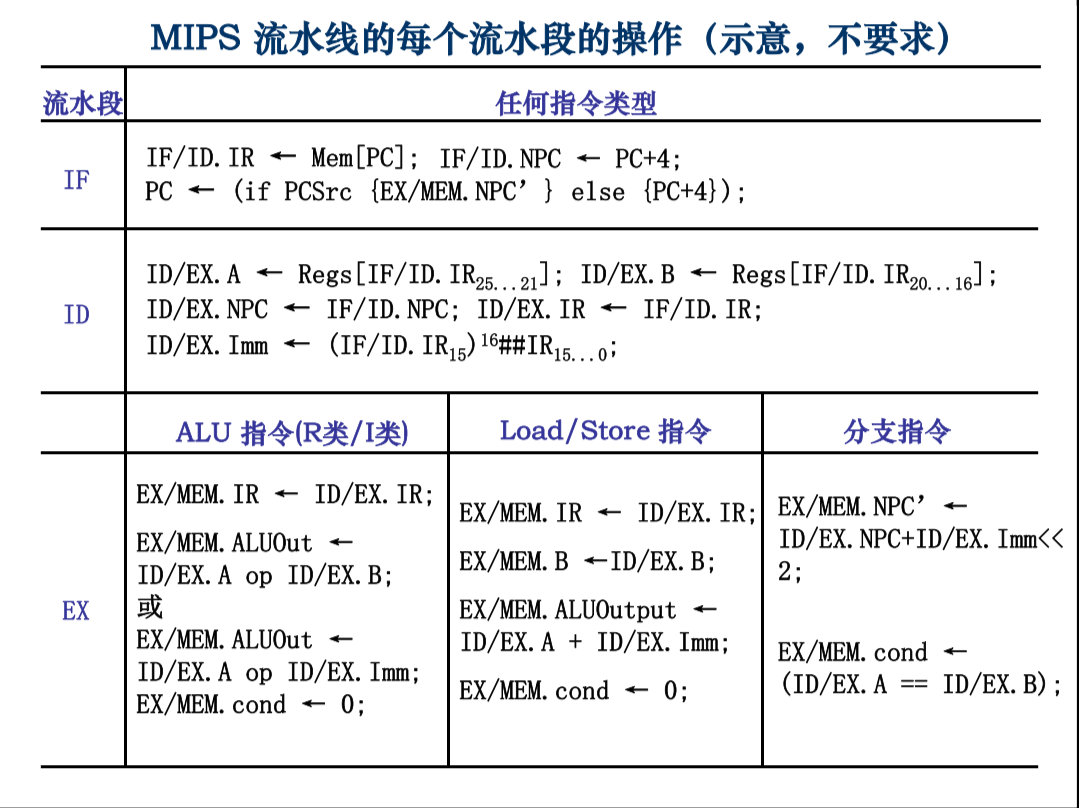 MIPS 流水线的每个流水段的操作（示意，不要求）
流水段
任何指令类型
IF
IF/ID.IR ← Mem[PC]; IF/ID.NPC ← PC+4;
PC ← (if PCSrc {EX/MEM.NPC’} else {PC+4});
ID
ID/EX.A ← Regs[IF/ID.IR25...21]; ID/EX.B ← Regs[IF/ID.IR20...16];
ID/EX.NPC ← IF/ID.NPC; ID/EX.IR ← IF/ID.IR;
ID/EX.Imm ← (IF/ID.IR15)16##IR15...0;
EX
ALU 指令(R类/I类)
EX/MEM.IR ← ID/EX.IR;
EX/MEM.ALUOut ←
ID/EX.A op ID/EX.B;
或
EX/MEM.ALUOut ←
ID/EX.A op ID/EX.Imm;
EX/MEM.cond ← 0;
Load/Store 指令
EX/MEM.IR ← ID/EX.IR;
EX/MEM.B ←ID/EX.B;
EX/MEM.ALUOutput ←
ID/EX.A + ID/EX.Imm;
EX/MEM.cond ← 0;
分支指令
EX/MEM.NPC’ ←
ID/EX.NPC+ID/EX.Imm<<
2;
EX/MEM.cond ←
(ID/EX.A == ID/EX.B);